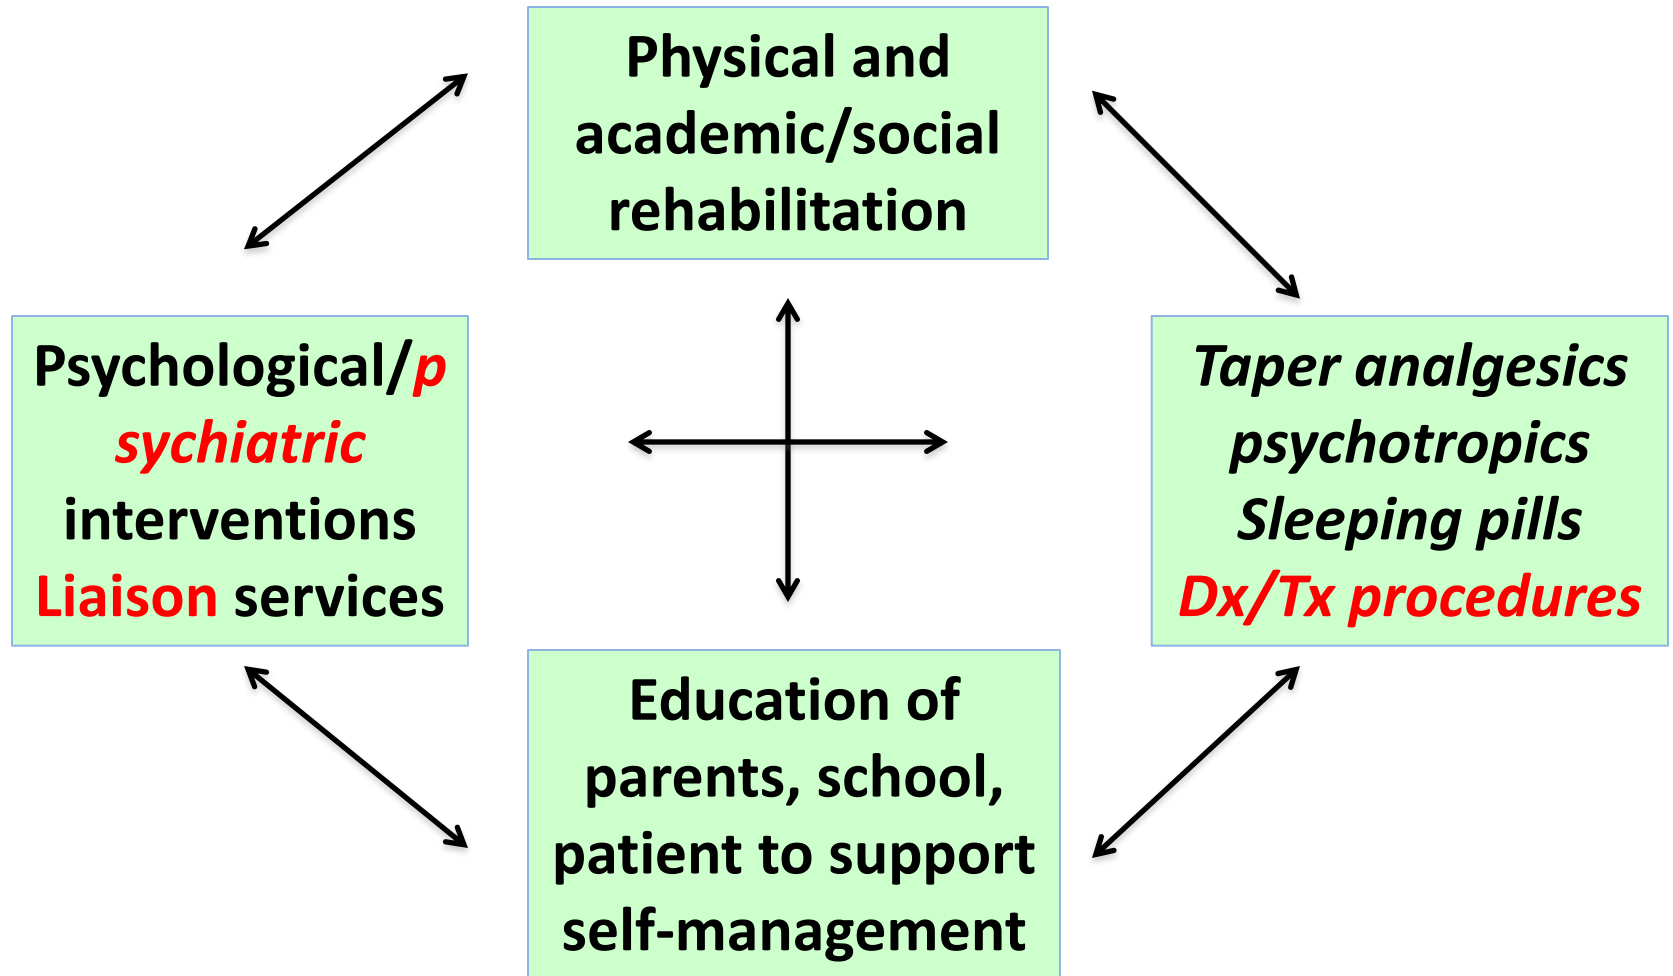 Physical and
academic/social
rehabilitation
Psychological/p
sychiatric
interventions
Liaison services
Taper analgesics
psychotropics
Sleeping pills
Dx/Tx procedures
Education of
parents, school,
patient to support
self-management